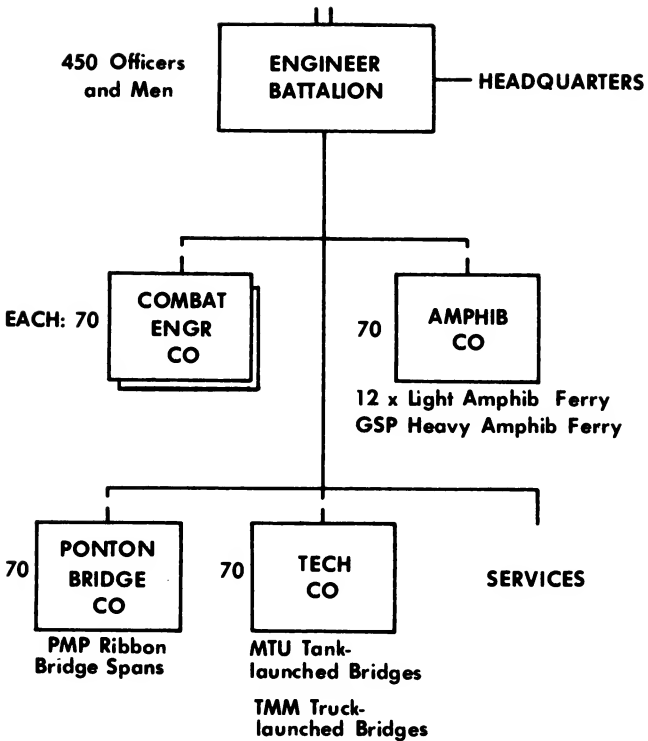 450 Officers
and Men
ENGINEER
BATTALION
HEADQUARTERS
EACH: 70
COMBAT
ENGR
CO
70
AMPHIB
CO
12 x Light Amphib Ferry
GSP Heavy Amphib Ferry
70
PONTON
BRIDGE
CO
PMP Ribbon
Bridge Spans
70
TECH
CO
MTU Tank-
launched Bridges
TMM Truck-
launched Bridges
SERVICES